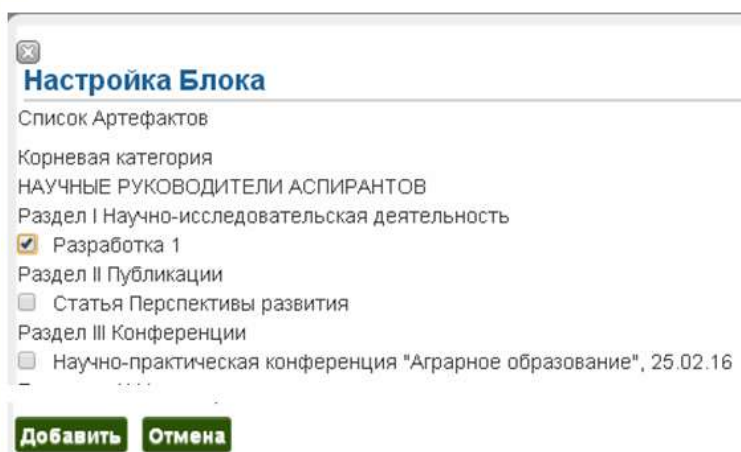 Настройка Блока
Список Артефактов
Корневая категория
НАУЧНЫЕ РУКОВОДИТЕЛИ АСПИРАНТОВ
Раздел I Научно-исследовательская деятельность
Разработка 1
Раздел II Публикации
Статья Перспективы развития
Раздел III Конференции
Научно-практическая конференция "Аграрное образование", 25.02.16
Добавить Отмена